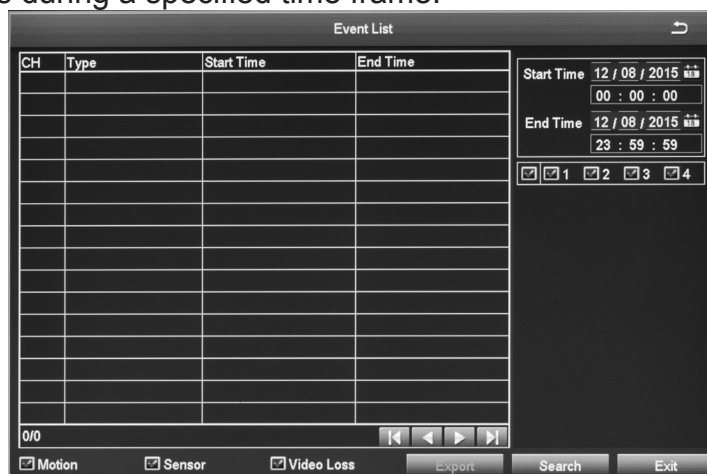 during a specified time frame.
Event List
CH Type Start Time End Time
Start Time 12 / 08 / 2015
00 : 00 : 00
End Time 12 / 08 / 2015
23 : 59 : 59
1 2 3 4
0/0
Motion Sensor Video Loss Export Search Exit